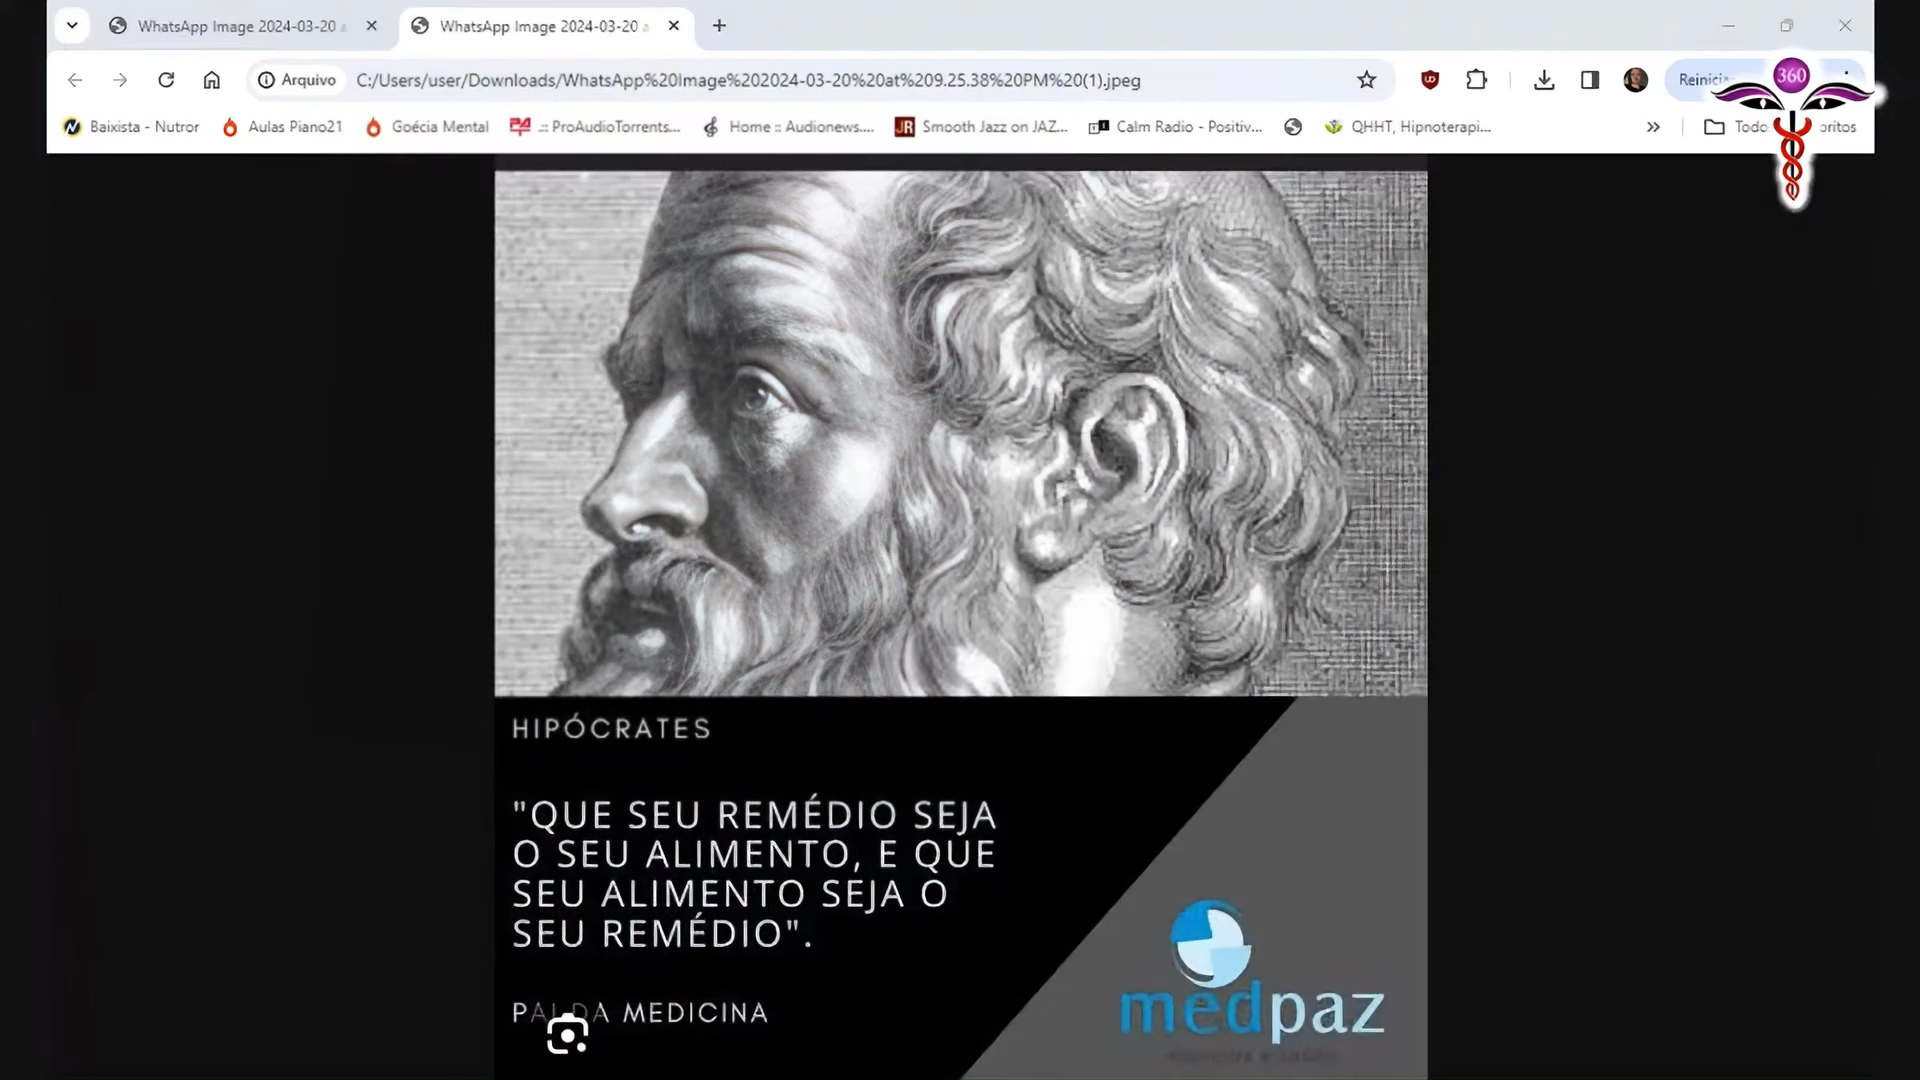 WhatsApp Image 2024-03-20
WhatsApp Image 2024-03-20
Arquivo
C:/Users/user/Downloads/WhatsApp%20Image%202024-03-20%20at%209.25.38%20PM%20(1).jpeg
360
Baixista - Nutror
Aulas Piano21
Goécia Mental
.:: ProAudioTorrents...
Home :: Audionews....
Smooth Jazz on JAZ...
Calm Radio - Positiv...
QHHT, Hipnoterapi...
HIPÓCRATES
"QUE SEU REMÉDIO SEJA
O SEU ALIMENTO, E QUE
SEU ALIMENTO SEJA O
SEU REMÉDIO".
PAI DA MEDICINA
medpaz